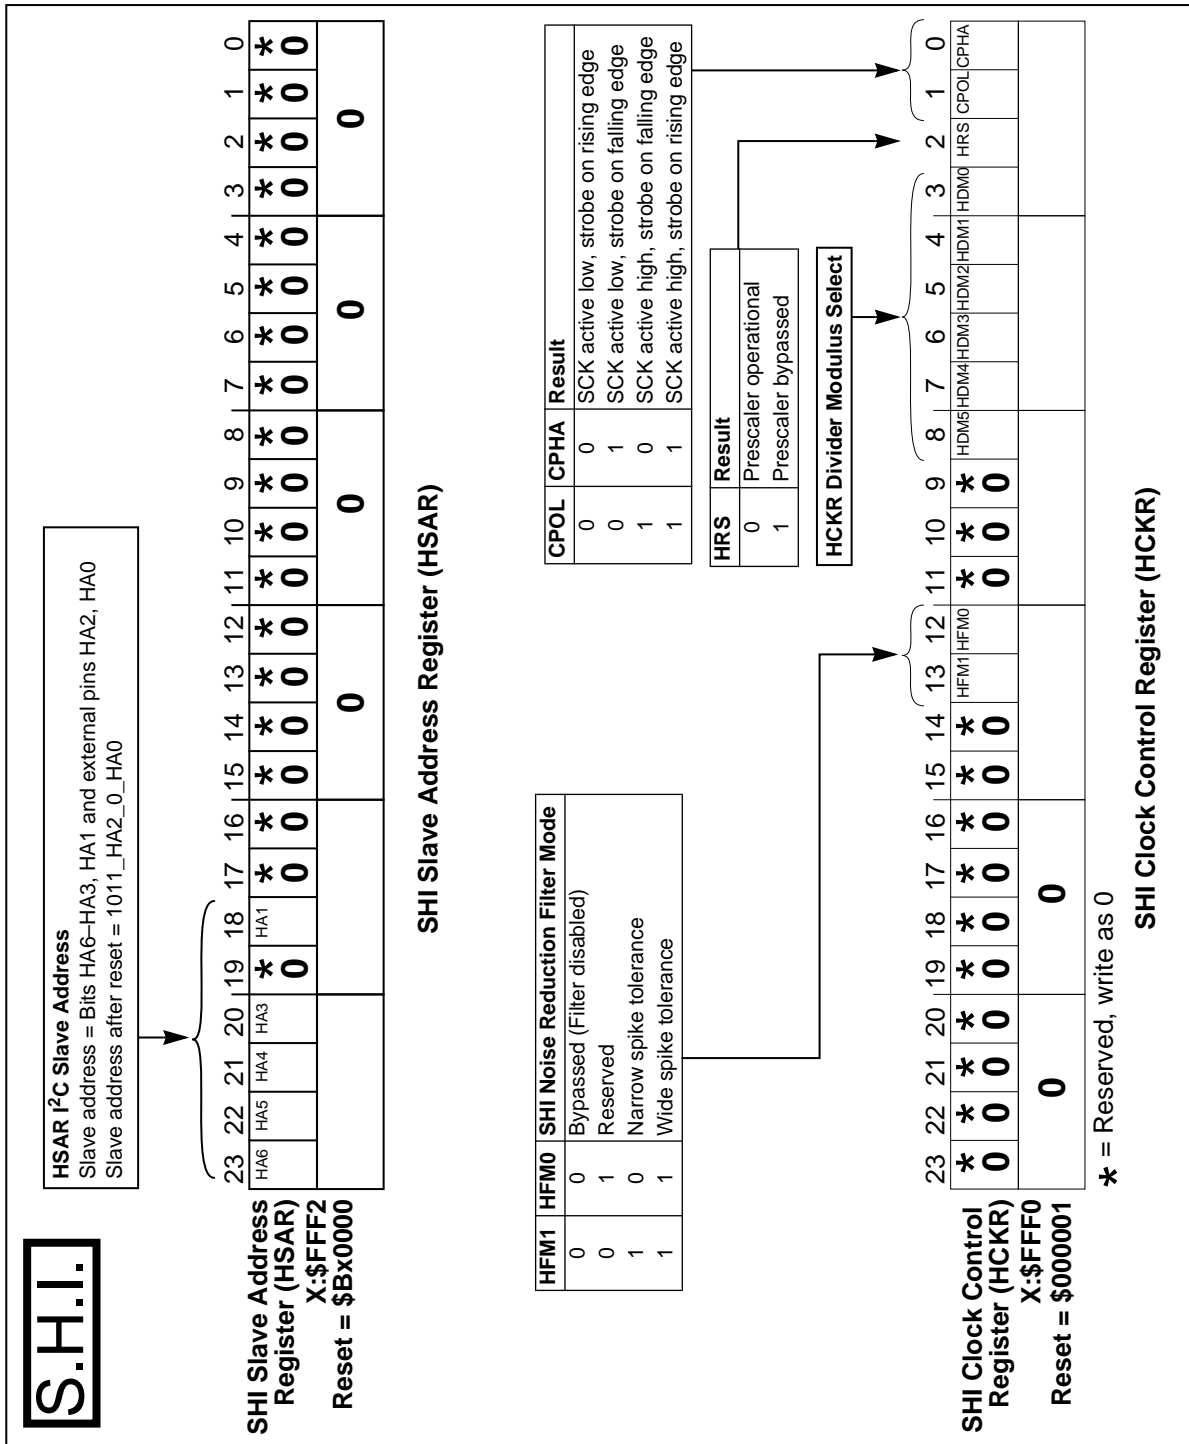 S.H.I.
HSAR I²C Slave Address
Slave address = Bits HA6–HA3, HA1 and external pins HA2, HA0
Slave address after reset = 1011_HA2_0_HA0
23 22 21 20 19 18 17 16 15 14 13 12 11 10 9 8 7 6 5 4 3 2 1 0
SHI Slave Address
Register (HSAR)
X:$FFF2
Reset = $Bx0000
HA6 HA5 HA4 HA3 * HA1 * * * * * * * * * * * * * * * * * *
0 0 0 0 0 0 0 0 0 0 0 0 0 0 0 0 0 0 0
0 0 0 0
SHI Slave Address Register (HSAR)
HFM1 HFM0 SHI Noise Reduction Filter Mode
0 0 Bypassed (Filter disabled)
0 1 Reserved
1 0 Narrow spike tolerance
1 1 Wide spike tolerance
CPOL CPHA Result
0 0 SCK active low, strobe on rising edge
0 1 SCK active low, strobe on falling edge
1 0 SCK active high, strobe on falling edge
1 1 SCK active high, strobe on rising edge
HRS Result
0 Prescaler operational
1 Prescaler bypassed
HCKR Divider Modulus Select
23 22 21 20 19 18 17 16 15 14 13 12 11 10 9 8 7 6 5 4 3 2 1 0
SHI Clock Control
Register (HCKR)
X:$FFF0
Reset = $000001
* * * * * * * * * * HFM1 HFM0 * * * HDM5 HDM4 HDM3 HDM2 HDM1 HDM0 HRS CPOL CPHA
0 0 0 0 0 0 0 0 0 0 0 0 0
0 0
* = Reserved, write as 0
SHI Clock Control Register (HCKR)